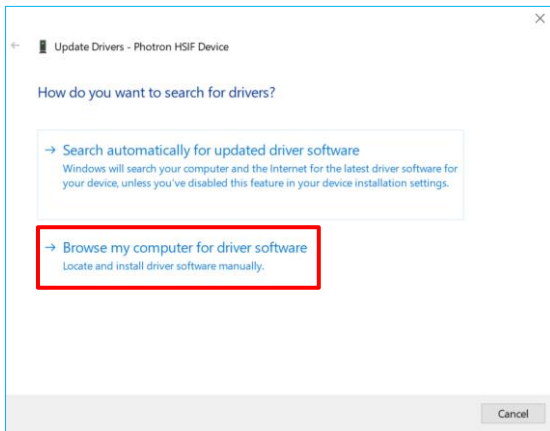 Update Drivers - Photron HSIF Device
How do you want to search for drivers?
Search automatically for updated driver software
Windows will search your computer and the Internet for the latest driver software for
your device, unless you've disabled this feature in your device installation settings.
Browse my computer for driver software
Locate and install driver software manually.
Cancel